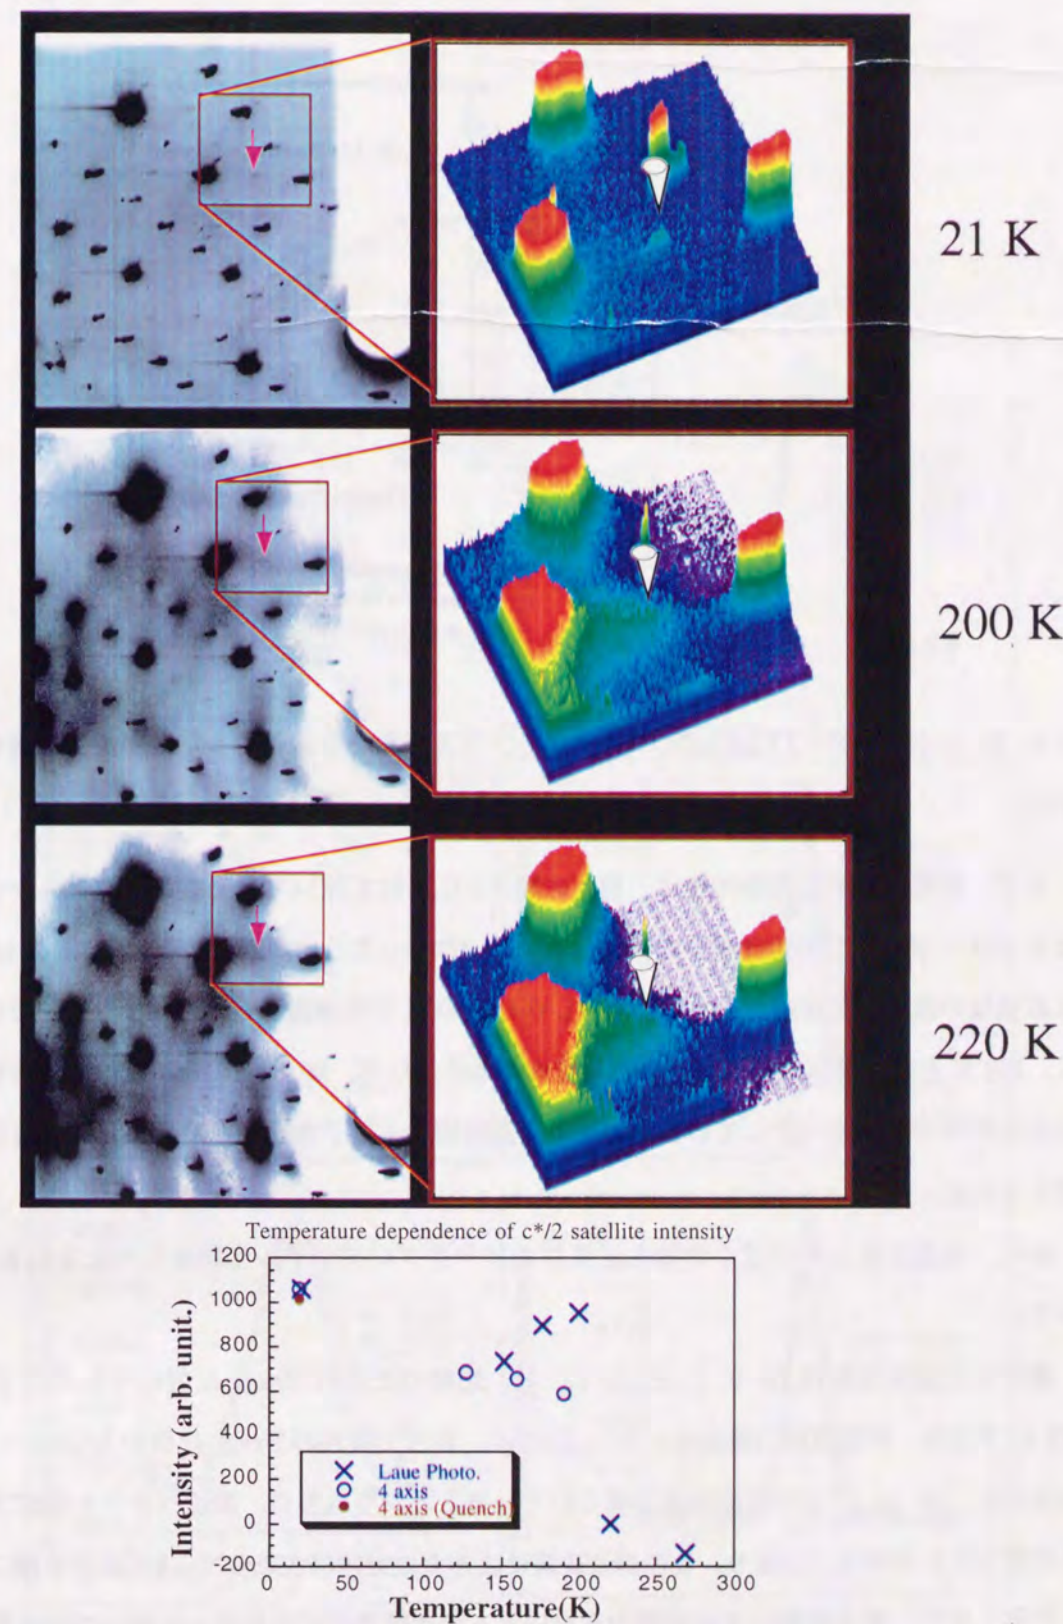 21 K
200 K
220 K
Temperature dependence of c*/2 satellite intensity
Intensity (arb. unit.)
1200
1000
800
600
400
200
0
-200
Laue Photo.
4 axis
4 axis (Quench)
0 50 100 150 200 250 300
Temperature(K)